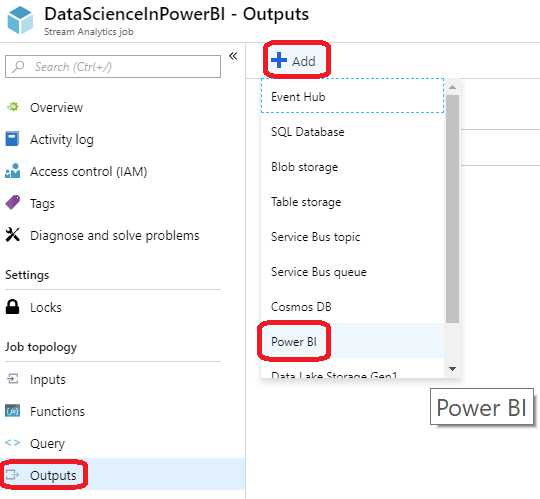 DataScienceInPowerBI - Outputs
Stream Analytics job
«
Search (Ctrl+/)
Overview
Activity log
Access control (IAM)
Tags
Diagnose and solve problems
Settings
Locks
Job topology
Inputs
Functions
Query
Outputs
Add
Event Hub
SQL Database
Blob storage
Table storage
Service Bus topic
Service Bus queue
Cosmos DB
Power BI
Data Lake Storage Gen1
Power BI